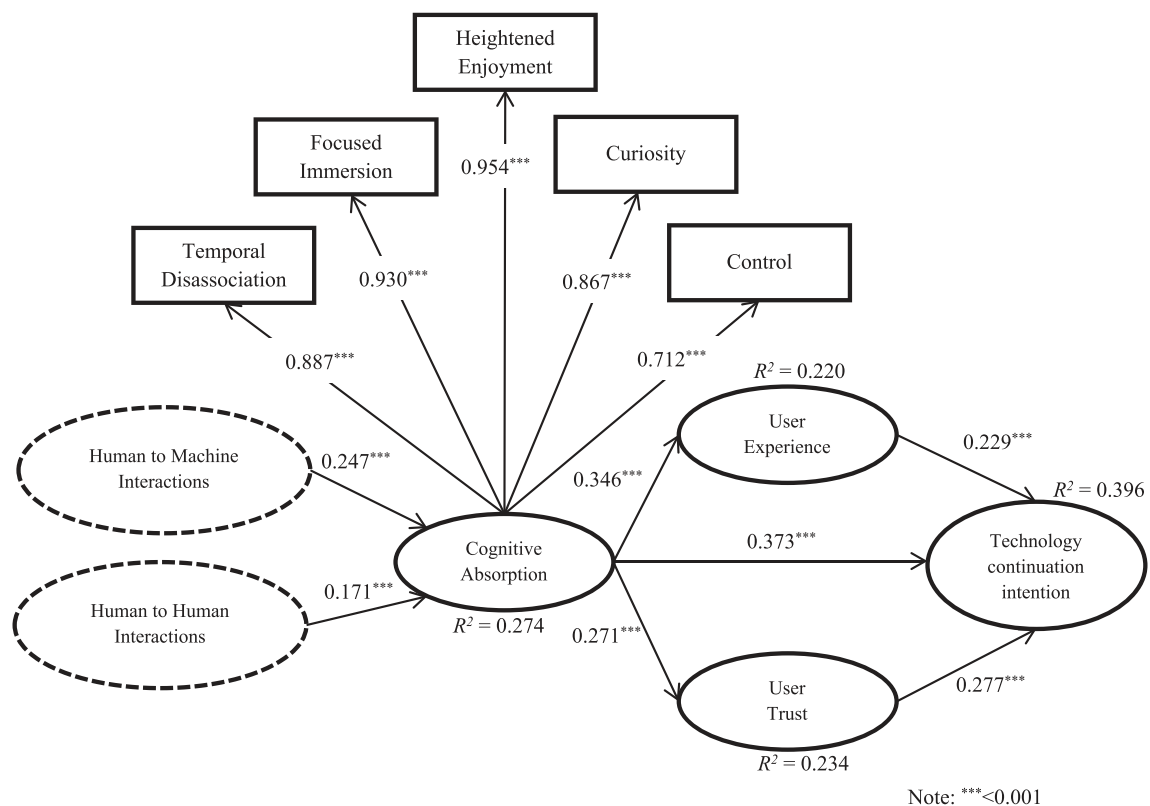 Heightened
Enjoyment
Focused
Immersion
0.954***
Curiosity
Temporal
Disassociation
0.930***
0.867***
Control
0.887***
0.712***
R² = 0.220
Human to Machine
Interactions
0.247***
User
Experience
0.229***
0.346***
R² = 0.396
Cognitive
Absorption
0.373***
Technology
continuation
intention
Human to Human
Interactions
0.171***
R² = 0.274
0.271***
User
Trust
0.277***
R² = 0.234
Note: ***<0.001